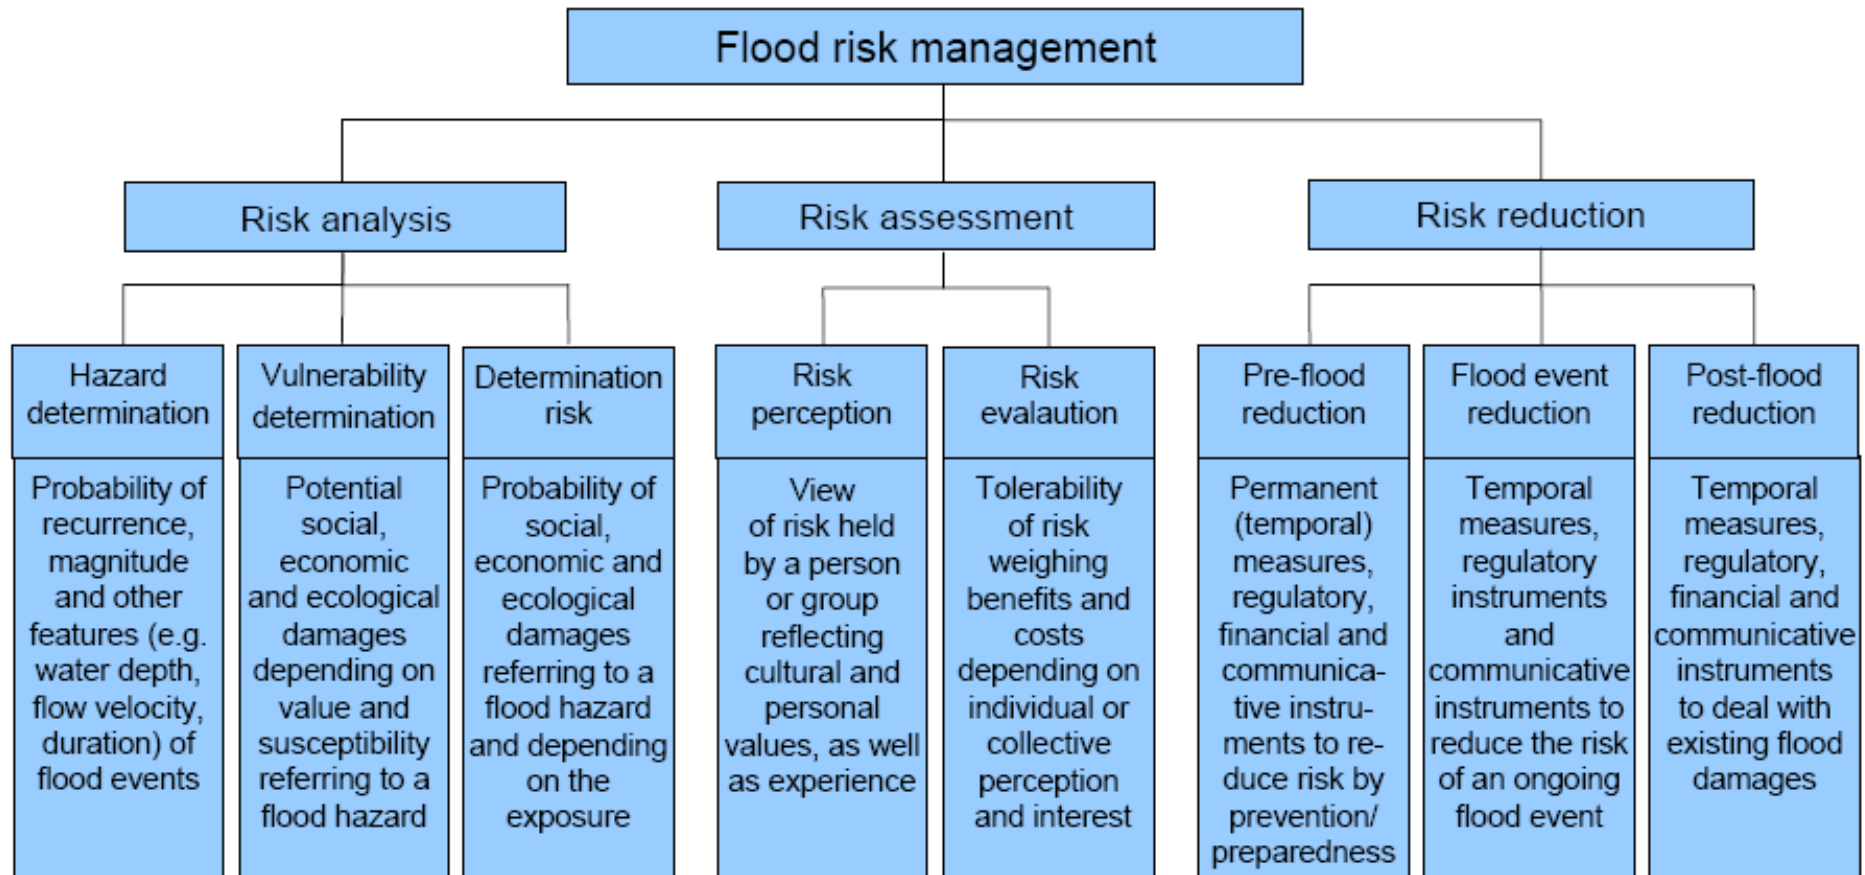 Flood risk management
Risk analysis
Risk assessment
Risk reduction
Hazard
determination
Probability of
recurrence,
magnitude
and other
features (e.g.
water depth,
flow velocity,
duration) of
flood events
Vulnerability
determination
Potential
social,
economic
and ecological
damages
depending on
value and
susceptibility
referring to a
flood hazard
Determination
risk
Probability of
social,
economic and
ecological
damages
referring to a
flood hazard
and depending
on the
exposure
Risk
perception
View
of risk held
by a person
or group
reflecting
cultural and
personal
values, as well
as experience
Risk
evalaution
Tolerability
of risk
weighing
benefits and
costs
depending on
individual or
collective
perception
and interest
Pre-flood
reduction
Permanent
(temporal)
measures,
regulatory,
financial and
communica-
tive instru-
ments to re-
duce risk by
prevention/
preparedness
Flood event
reduction
Temporal
measures,
regulatory
instruments
and
communicative
instruments to
reduce the risk
of an ongoing
flood event
Post-flood
reduction
Temporal
measures,
regulatory,
financial and
communicative
instruments
to deal with
existing flood
damages